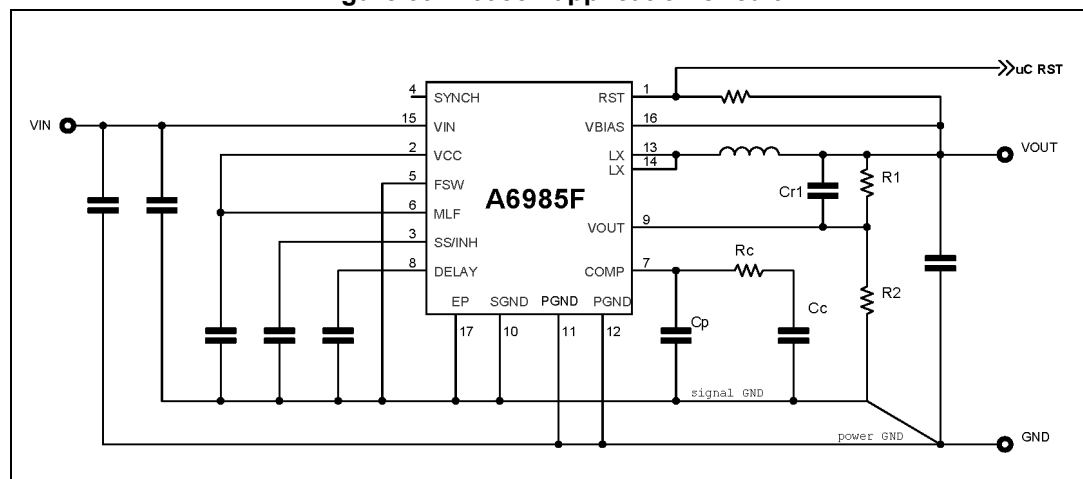 4
SYNCH
RST
1
uC RST
VIN
15
VIN
VBIAS
16
2
VCC
LX
13
LX
14
VOUT
5
FSW
A6985F
Cr1
R1
6
MLF
VOUT
9
3
SS/INH
8
DELAY
COMP
7
Rc
R2
EP
SGND
PGND
PGND
17
10
11
12
Cp
Cc
signal GND
power GND
GND